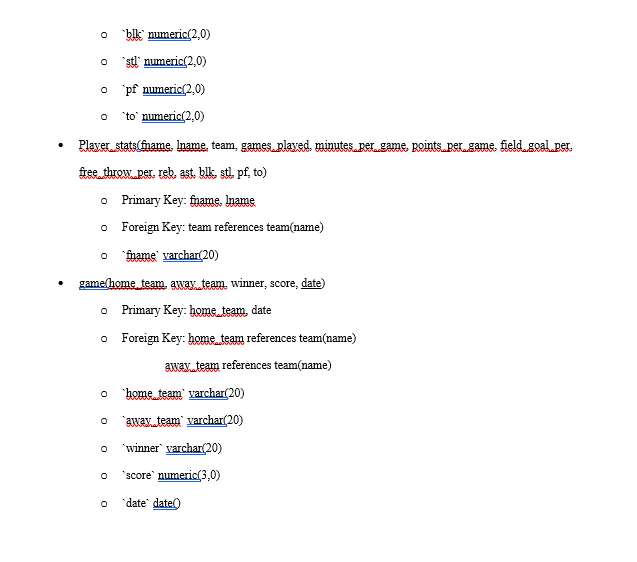 o `blk` numeric(2,0)
o `stl` numeric(2,0)
o `pf` numeric(2,0)
o `to` numeric(2,0)
• Player_stats(fname, lname, team, games_played, minutes_per_game, points_per_game, field_goal_per,
free_throw_per, reb, ast, blk, stl, pf, to)
o Primary Key: fname, lname
o Foreign Key: team references team(name)
o `fname` varchar(20)
• game(home_team, away_team, winner, score, date)
o Primary Key: home_team, date
o Foreign Key: home_team references team(name)
away_team references team(name)
o `home_team` varchar(20)
o `away_team` varchar(20)
o `winner` varchar(20)
o `score` numeric(3,0)
o `date` date()